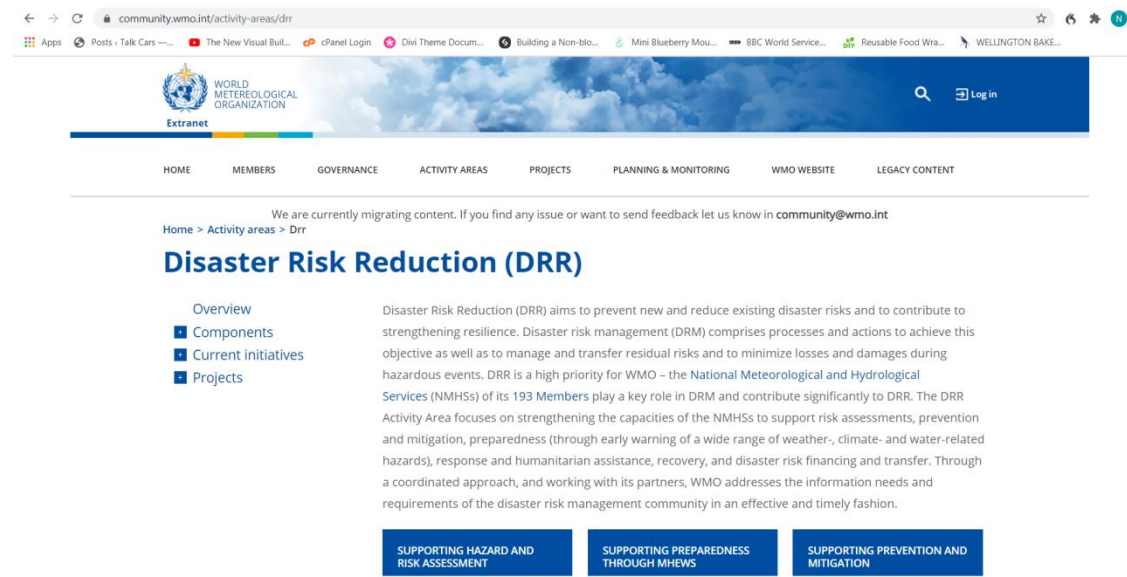 community.wmo.int/activity-areas/drr
N
Apps
Posts ‹ Talk Cars —...
The New Visual Buil...
cPanel Login
Divi Theme Docum...
Building a Non-blo...
Mini Blueberry Mou...
BBC World Service...
Reusable Food Wra...
WELLINGTON BAKE...
WORLD
METEREOLOGICAL
ORGANIZATION
Extranet
Log in
HOME
MEMBERS
GOVERNANCE
ACTIVITY AREAS
PROJECTS
PLANNING & MONITORING
WMO WEBSITE
LEGACY CONTENT
We are currently migrating content. If you find any issue or want to send feedback let us know in community@wmo.int
Home > Activity areas > Drr
Disaster Risk Reduction (DRR)
Overview
Components
Current initiatives
Projects
Disaster Risk Reduction (DRR) aims to prevent new and reduce existing disaster risks and to contribute to
strengthening resilience. Disaster risk management (DRM) comprises processes and actions to achieve this
objective as well as to manage and transfer residual risks and to minimize losses and damages during
hazardous events. DRR is a high priority for WMO – the National Meteorological and Hydrological
Services (NMHSs) of its 193 Members play a key role in DRM and contribute significantly to DRR. The DRR
Activity Area focuses on strengthening the capacities of the NMHSs to support risk assessments, prevention
and mitigation, preparedness (through early warning of a wide range of weather-, climate- and water-related
hazards), response and humanitarian assistance, recovery, and disaster risk financing and transfer. Through
a coordinated approach, and working with its partners, WMO addresses the information needs and
requirements of the disaster risk management community in an effective and timely fashion.
SUPPORTING HAZARD AND
RISK ASSESSMENT
SUPPORTING PREPAREDNESS
THROUGH MHEWS
SUPPORTING PREVENTION AND
MITIGATION